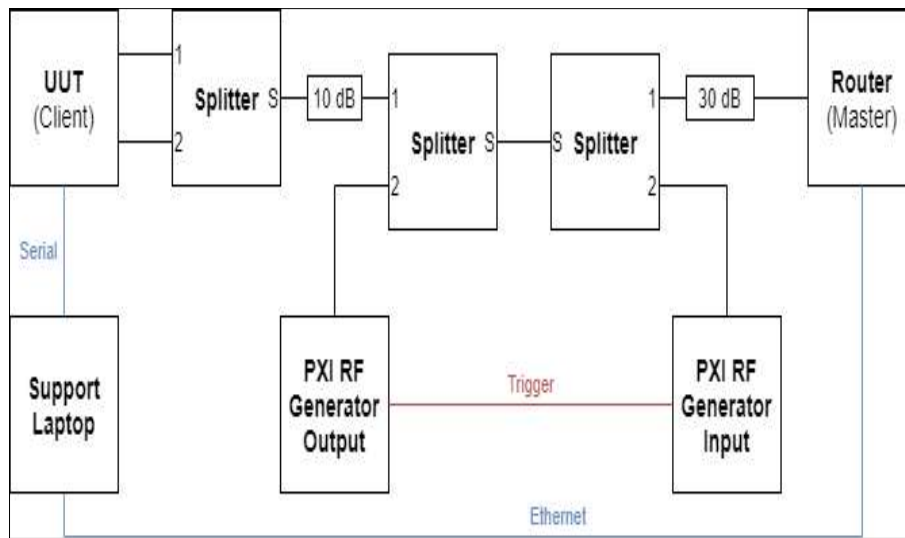 UUT
(Client)
1
2
Splitter
S
10 dB
1
2
Splitter
S
S
Splitter
1
2
30 dB
Router
(Master)
Serial
Support
Laptop
PXI RF
Generator
Output
Trigger
PXI RF
Generator
Input
Ethernet